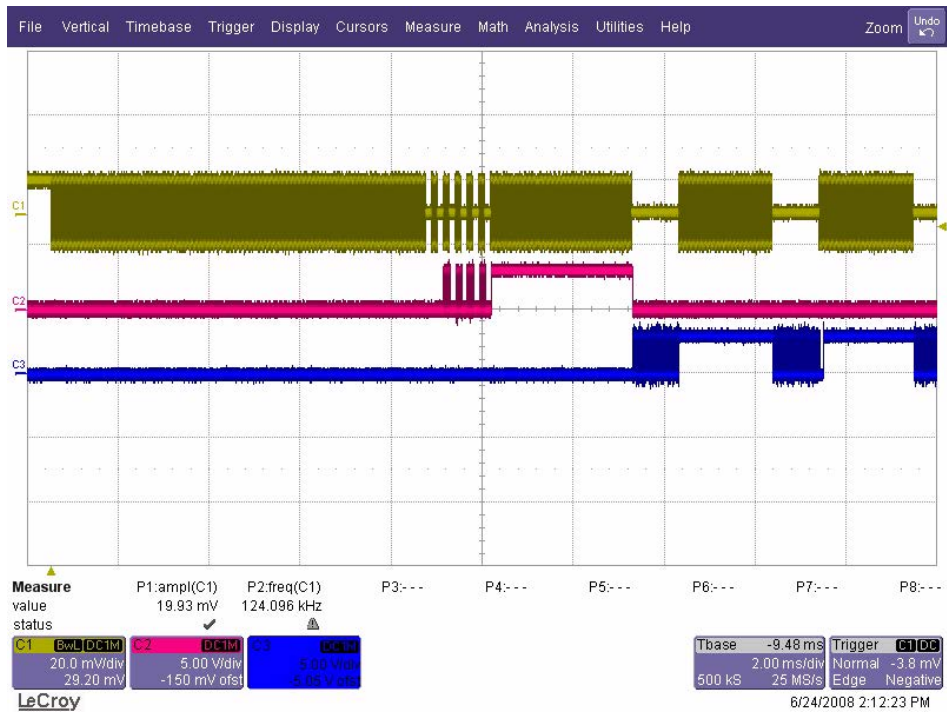 File Vertical Timebase Trigger Display Cursors Measure Math Analysis Utilities Help Zoom Undo
C1
C2
C3
Measure P1:ampl(C1) P2:freq(C1) P3:- - - P4:- - - P5:- - - P6:- - - P7:- - - P8:- - -
value 19.93 mV 124.096 kHz
status
C1 BwL DC1M C2 DC1M C3 DC1M Tbase -9.48 ms Trigger C1 DC
20.0 mV/div 5.00 V/div 5.00 V/div 2.00 ms/div Normal -3.8 mV
29.20 mV -150 mV ofst -5.05 V ofst 500 kS 25 MS/s Edge Negative
LeCroy 6/24/2008 2:12:23 PM